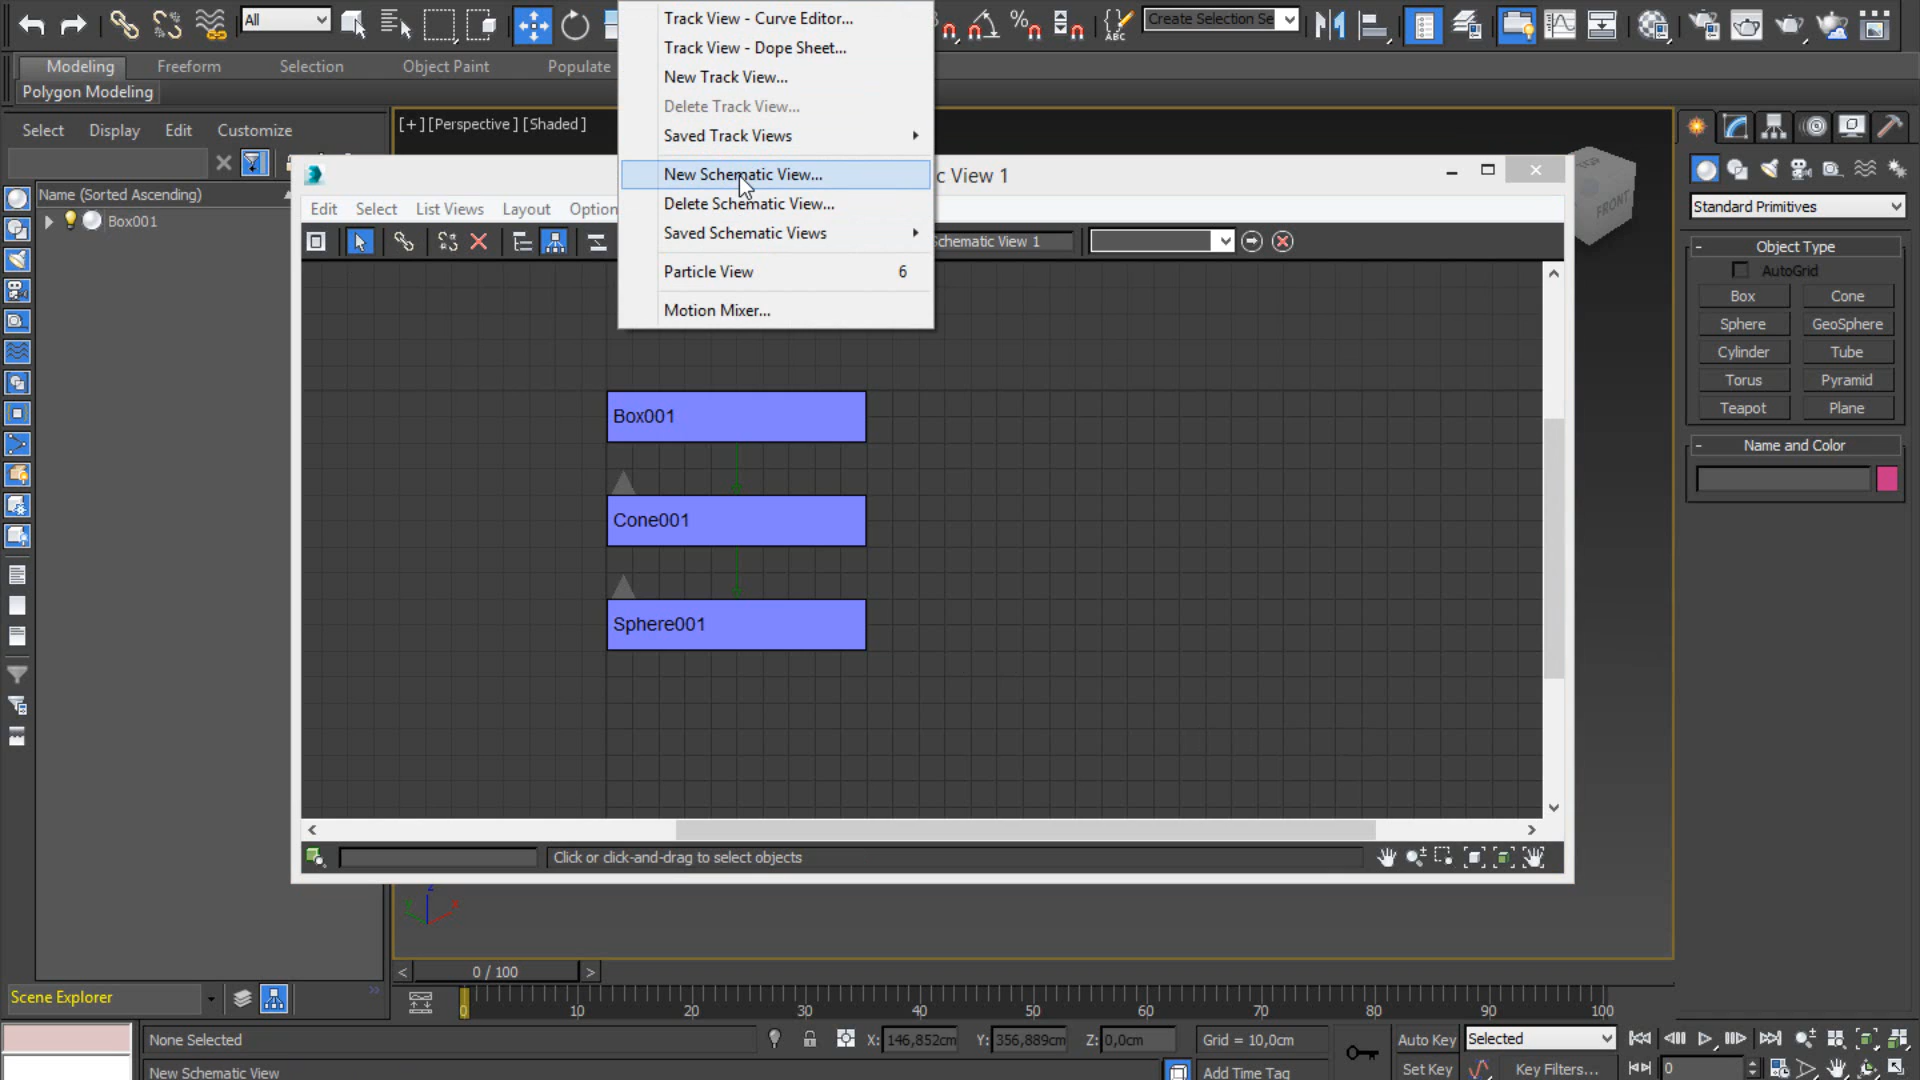 All
Track View - Curve Editor...
Track View - Dope Sheet...
New Track View...
Delete Track View...
Saved Track Views
New Schematic View...
Delete Schematic View...
Saved Schematic Views
Particle View 6
Motion Mixer...
ABC
Create Selection Se
Modeling Freeform Selection Object Paint Populate
Polygon Modeling
Select Display Edit Customize
Name (Sorted Ascending)
Box001
[+] [Perspective] [Shaded]
FRONT
c View 1
Edit Select List Views Layout Option
chematic View 1
Box001
Cone001
Sphere001
Click or click-and-drag to select objects
Standard Primitives
- Object Type
AutoGrid
Box Cone
Sphere GeoSphere
Cylinder Tube
Torus Pyramid
Teapot Plane
- Name and Color
z
< 0 / 100 >
Scene Explorer
0 10 20 30 40 50 60 70 80 90 100
None Selected
X: 146,852cm Y: 356,889cm Z: 0,0cm Grid = 10,0cm
Auto Key Selected
New Schematic View
Add Time Tag
Set Key Key Filters... 0